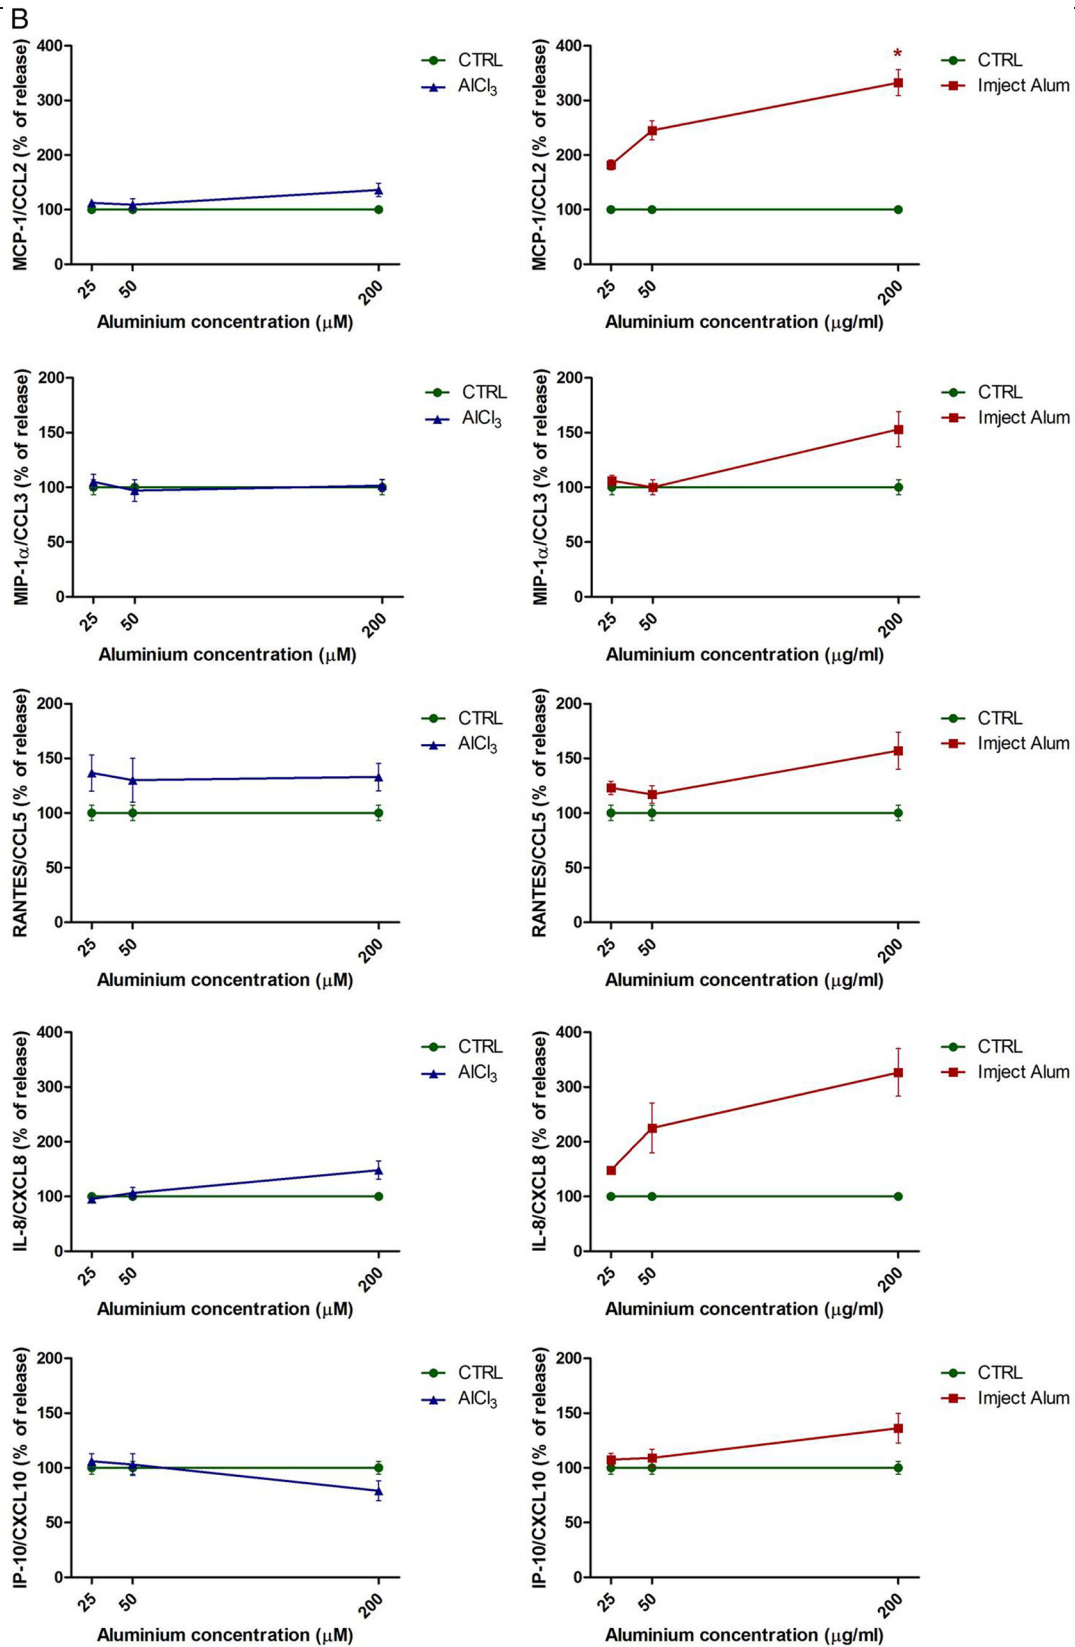 B
MCP-1/CCL2 (% of release)
400
300
200
100
0
25
50
200
Aluminium concentration (μM)
CTRL
AlCl₃
MCP-1/CCL2 (% of release)
400
300
200
100
0
25
50
200
*
Aluminium concentration (μg/ml)
CTRL
Imject Alum
MIP-1α/CCL3 (% of release)
200
150
100
50
0
25
50
200
Aluminium concentration (μM)
CTRL
AlCl₃
MIP-1α/CCL3 (% of release)
200
150
100
50
0
25
50
200
Aluminium concentration (μg/ml)
CTRL
Imject Alum
RANTES/CCL5 (% of release)
200
150
100
50
0
25
50
200
Aluminium concentration (μM)
CTRL
AlCl₃
RANTES/CCL5 (% of release)
200
150
100
50
0
25
50
200
Aluminium concentration (μg/ml)
CTRL
Imject Alum
IL-8/CXCL8 (% of release)
400
300
200
100
0
25
50
200
Aluminium concentration (μM)
CTRL
AlCl₃
IL-8/CXCL8 (% of release)
400
300
200
100
0
25
50
200
Aluminium concentration (μg/ml)
CTRL
Imject Alum
IP-10/CXCL10 (% of release)
200
150
100
50
0
25
50
200
Aluminium concentration (μM)
CTRL
AlCl₃
IP-10/CXCL10 (% of release)
200
150
100
50
0
25
50
200
Aluminium concentration (μg/ml)
CTRL
Imject Alum